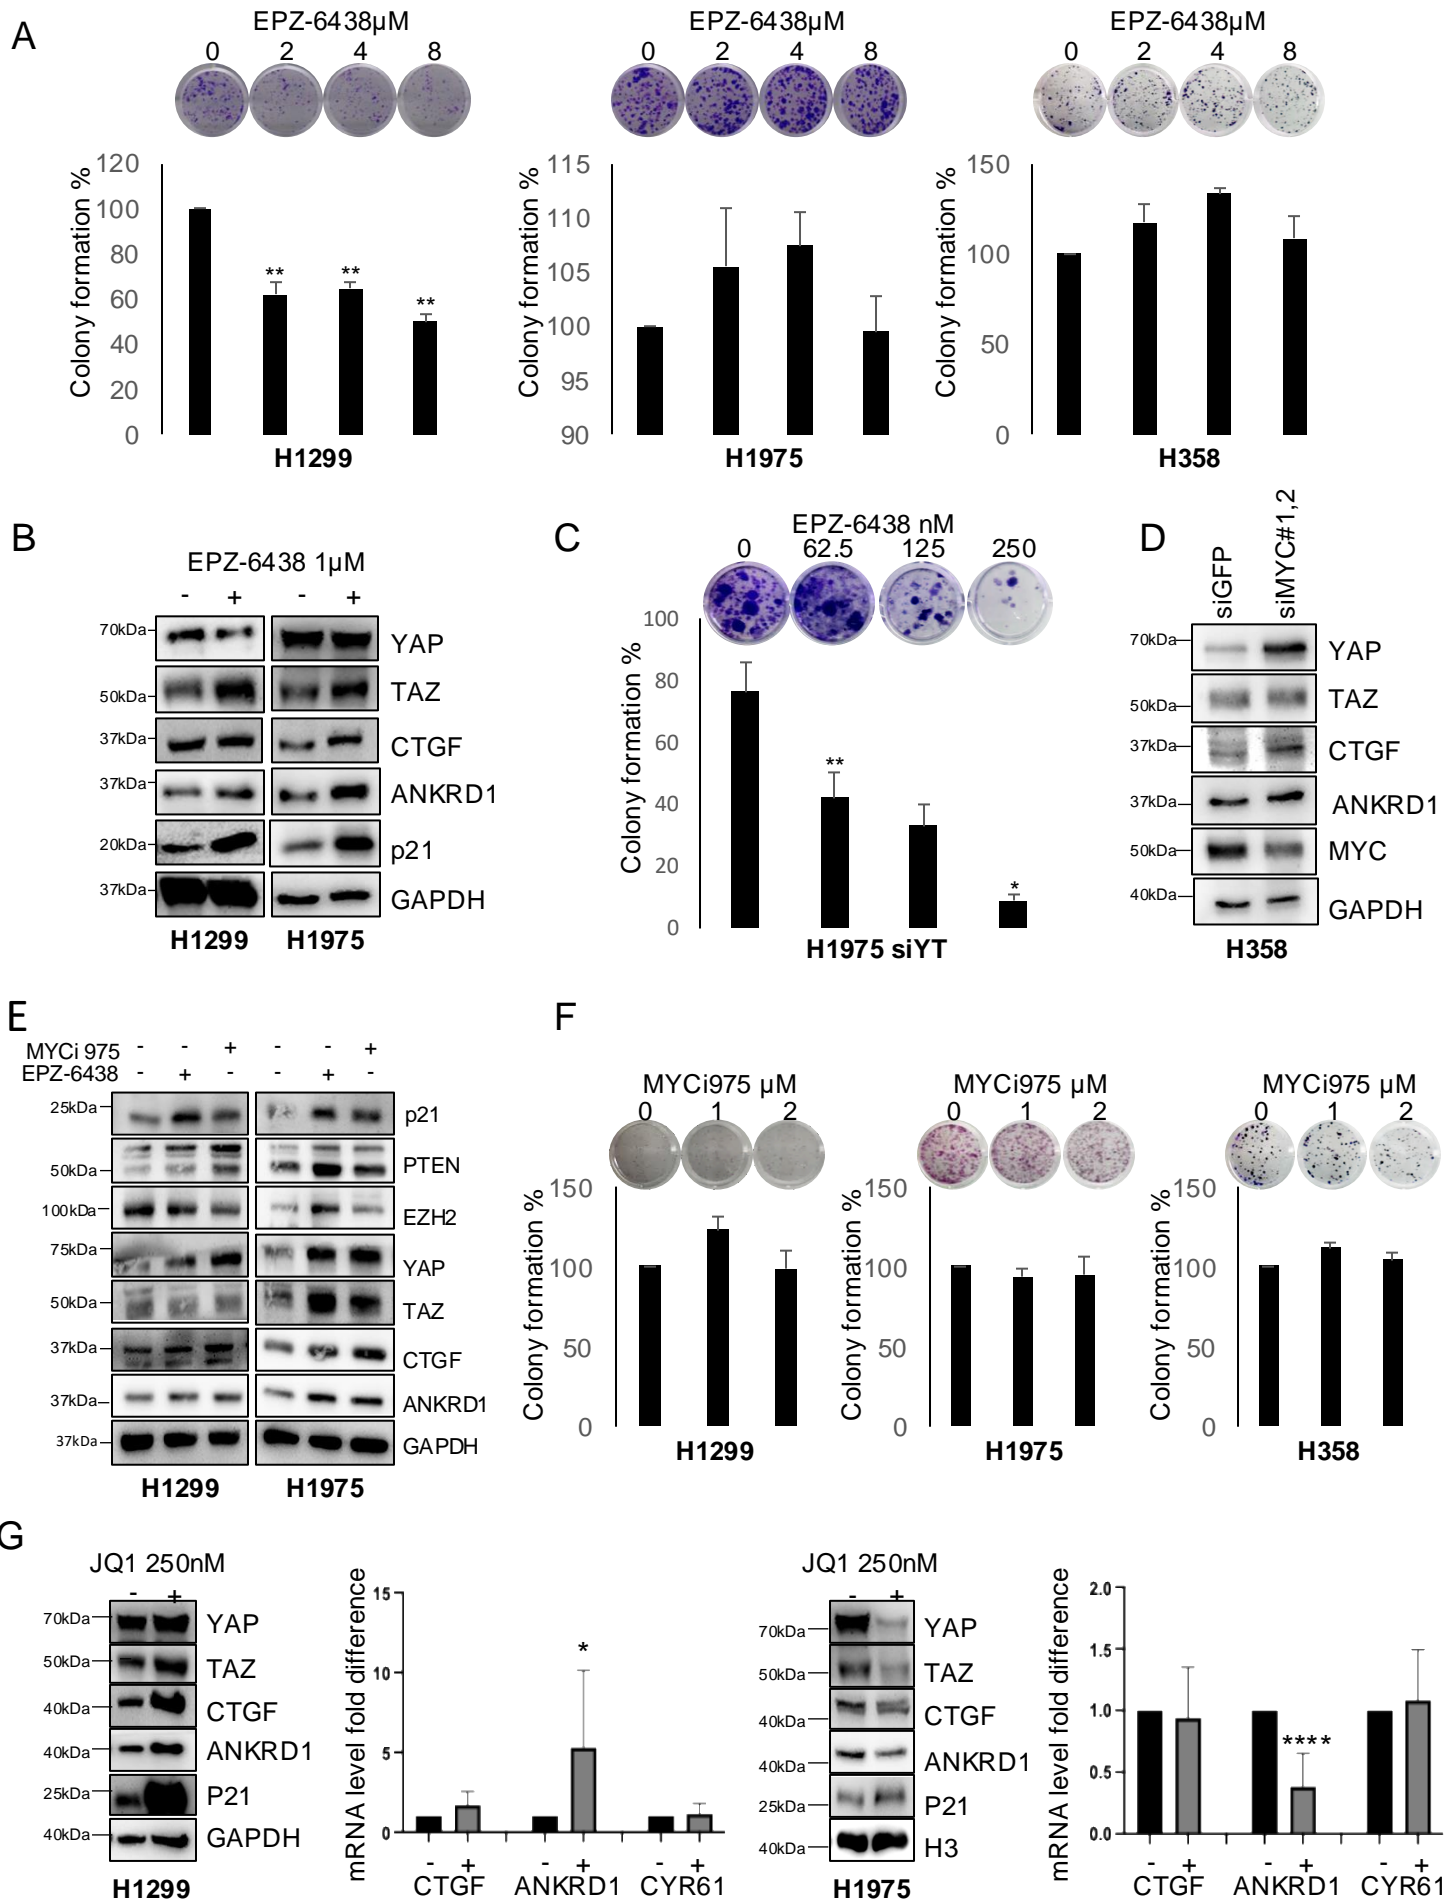 A
EPZ-6438µM
0 2 4 8
Colony formation %
120
100
80
60
40
20
0
** ** **
H1299
EPZ-6438µM
0 2 4 8
Colony formation %
115
110
105
100
95
90
H1975
EPZ-6438µM
0 2 4 8
Colony formation %
150
100
50
0
H358
B
EPZ-6438 1µM
- + - +
70kDa YAP
50kDa TAZ
37kDa CTGF
37kDa ANKRD1
20kDa p21
37kDa GAPDH
H1299 H1975
C
EPZ-6438 nM
0 62.5 125 250
Colony formation %
100
80
60
40
20
0
** *
H1975 siYT
D
siGFP siMYC#1,2
70kDa YAP
50kDa TAZ
37kDa CTGF
37kDa ANKRD1
50kDa MYC
40kDa GAPDH
H358
E
MYCi 975 - - + - - +
EPZ-6438 - + - - + -
25kDa p21
50kDa PTEN
100kDa EZH2
75kDa YAP
50kDa TAZ
37kDa CTGF
37kDa ANKRD1
37kDa GAPDH
H1299 H1975
F
MYCi975 µM
0 1 2
Colony formation %
150
100
50
0
H1299
MYCi975 µM
0 1 2
Colony formation %
150
100
50
0
H1975
MYCi975 µM
0 1 2
Colony formation %
150
100
50
0
H358
G
JQ1 250nM
- +
70kDa YAP
50kDa TAZ
40kDa CTGF
40kDa ANKRD1
25kDa P21
40kDa GAPDH
H1299
mRNA level fold difference
15
10
5
0
*
- + - + - +
CTGF ANKRD1 CYR61
JQ1 250nM
- +
70kDa YAP
50kDa TAZ
40kDa CTGF
40kDa ANKRD1
25kDa P21
40kDa H3
H1975
mRNA level fold difference
2.0
1.5
1.0
0.5
0.0
****
- + - + - +
CTGF ANKRD1 CYR61